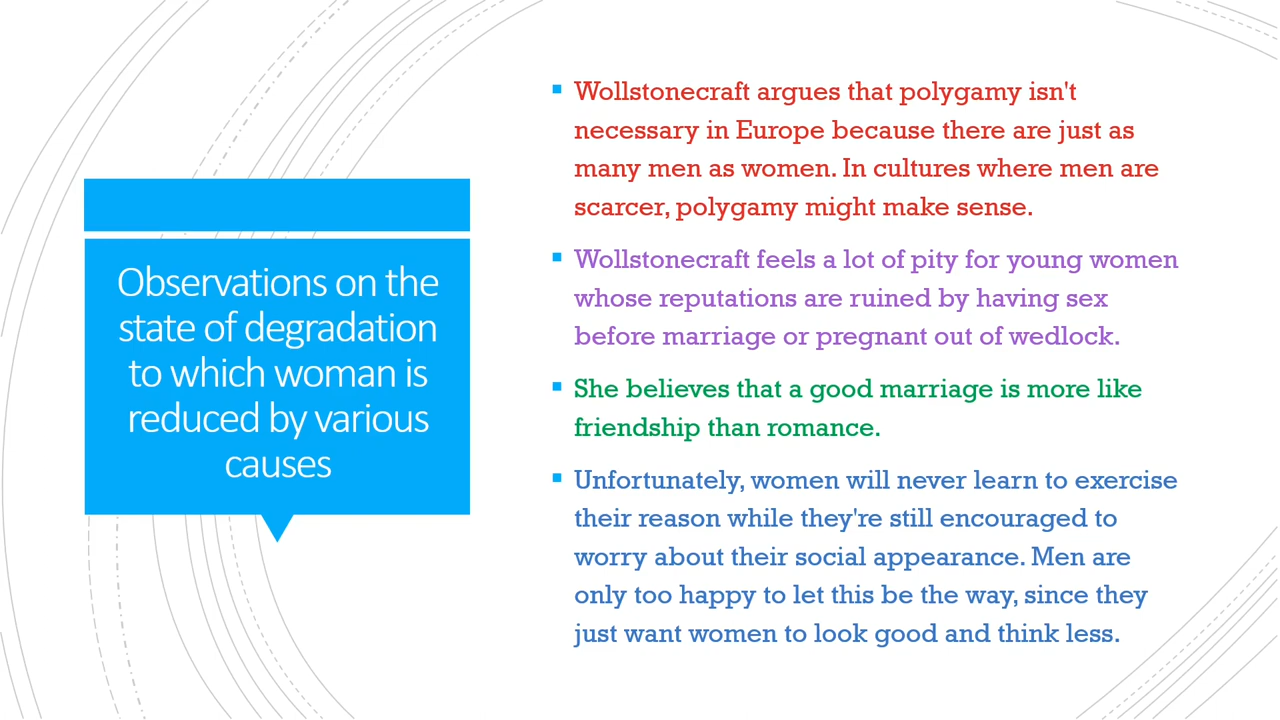 Observations on the
state of degradation
to which woman is
reduced by various
causes
Wollstonecraft argues that polygamy isn't
necessary in Europe because there are just as
many men as women. In cultures where men are
scarcer, polygamy might make sense.
Wollstonecraft feels a lot of pity for young women
whose reputations are ruined by having sex
before marriage or pregnant out of wedlock.
She believes that a good marriage is more like
friendship than romance.
Unfortunately, women will never learn to exercise
their reason while they're still encouraged to
worry about their social appearance. Men are
only too happy to let this be the way, since they
just want women to look good and think less.